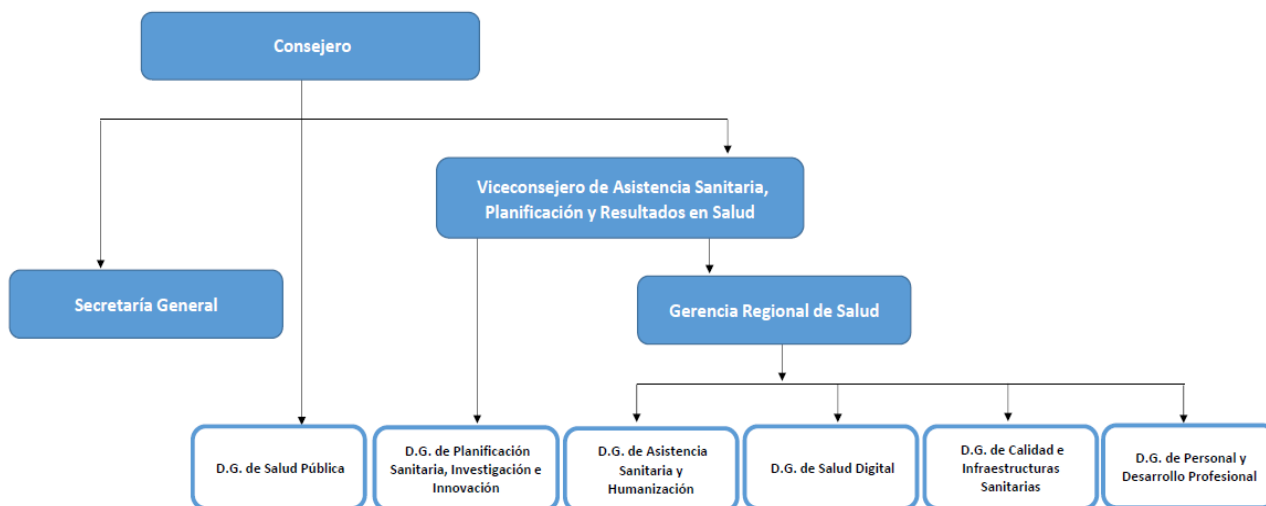 Consejero
Viceconsejero de Asistencia Sanitaria,
Planificación y Resultados en Salud
Secretaría General
Gerencia Regional de Salud
D.G. de Salud Pública
D.G. de Planificación
Sanitaria, Investigación e
Innovación
D.G. de Asistencia
Sanitaria y
Humanización
D.G. de Salud Digital
D.G. de Calidad e
Infraestructuras
Sanitarias
D.G. de Personal y
Desarrollo Profesional